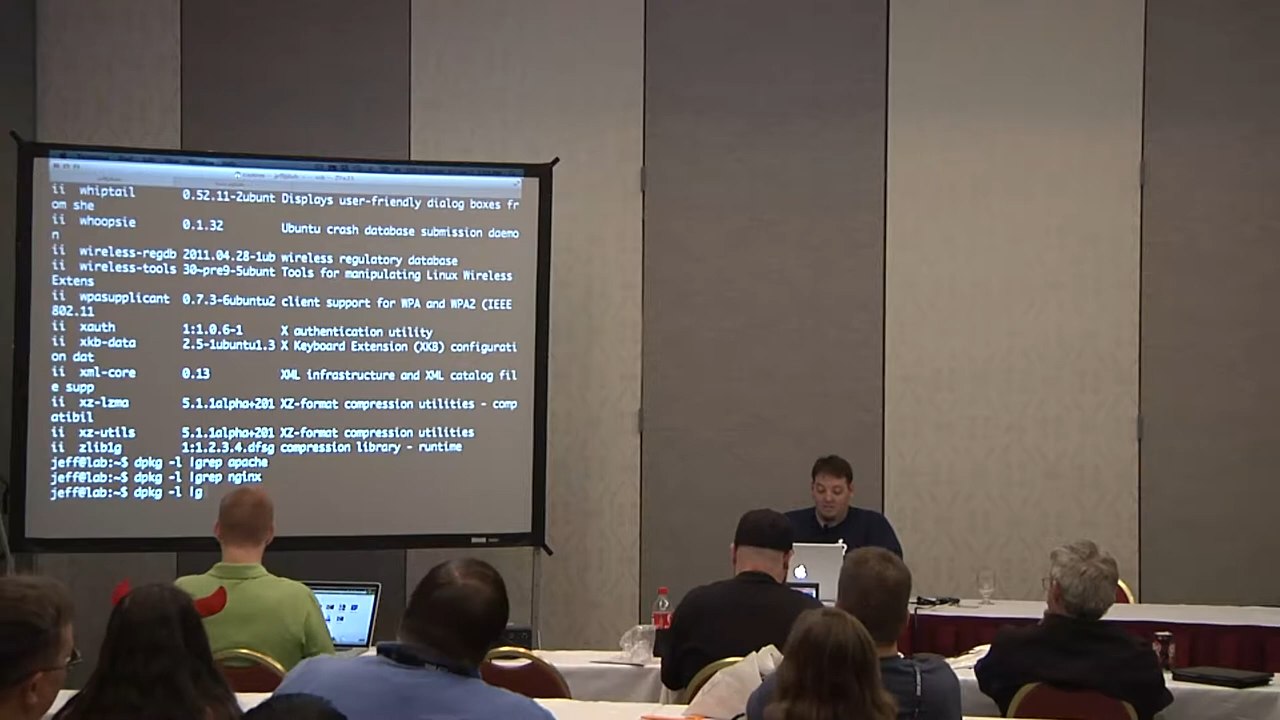 ii whiptail 0.52.11-2ubunt Displays user-friendly dialog boxes fr
om she
ii whoopsie 0.1.32 Ubuntu crash database submission daemo
n
ii wireless-regdb 2011.04.28-1ub wireless regulatory database
ii wireless-tools 30~pre9-5ubunt Tools for manipulating Linux Wireless
Extens
ii wpasupplicant 0.7.3-6ubuntu2 client support for WPA and WPA2 (IEEE
802.11
ii xauth 1:1.0.6-1 X authentication utility
ii xkb-data 2.5-1ubuntu1.3 X Keyboard Extension (XKB) configurati
on dat
ii xml-core 0.13 XML infrastructure and XML catalog fil
e supp
ii xz-lzma 5.1.1alpha+201 XZ-format compression utilities - comp
atibil
ii xz-utils 5.1.1alpha+201 XZ-format compression utilities
ii zlib1g 1:1.2.3.4.dfsg compression library - runtime
jeff@lab:~$ dpkg -l |grep apache
jeff@lab:~$ dpkg -l |grep nginx
jeff@lab:~$ dpkg -l |g